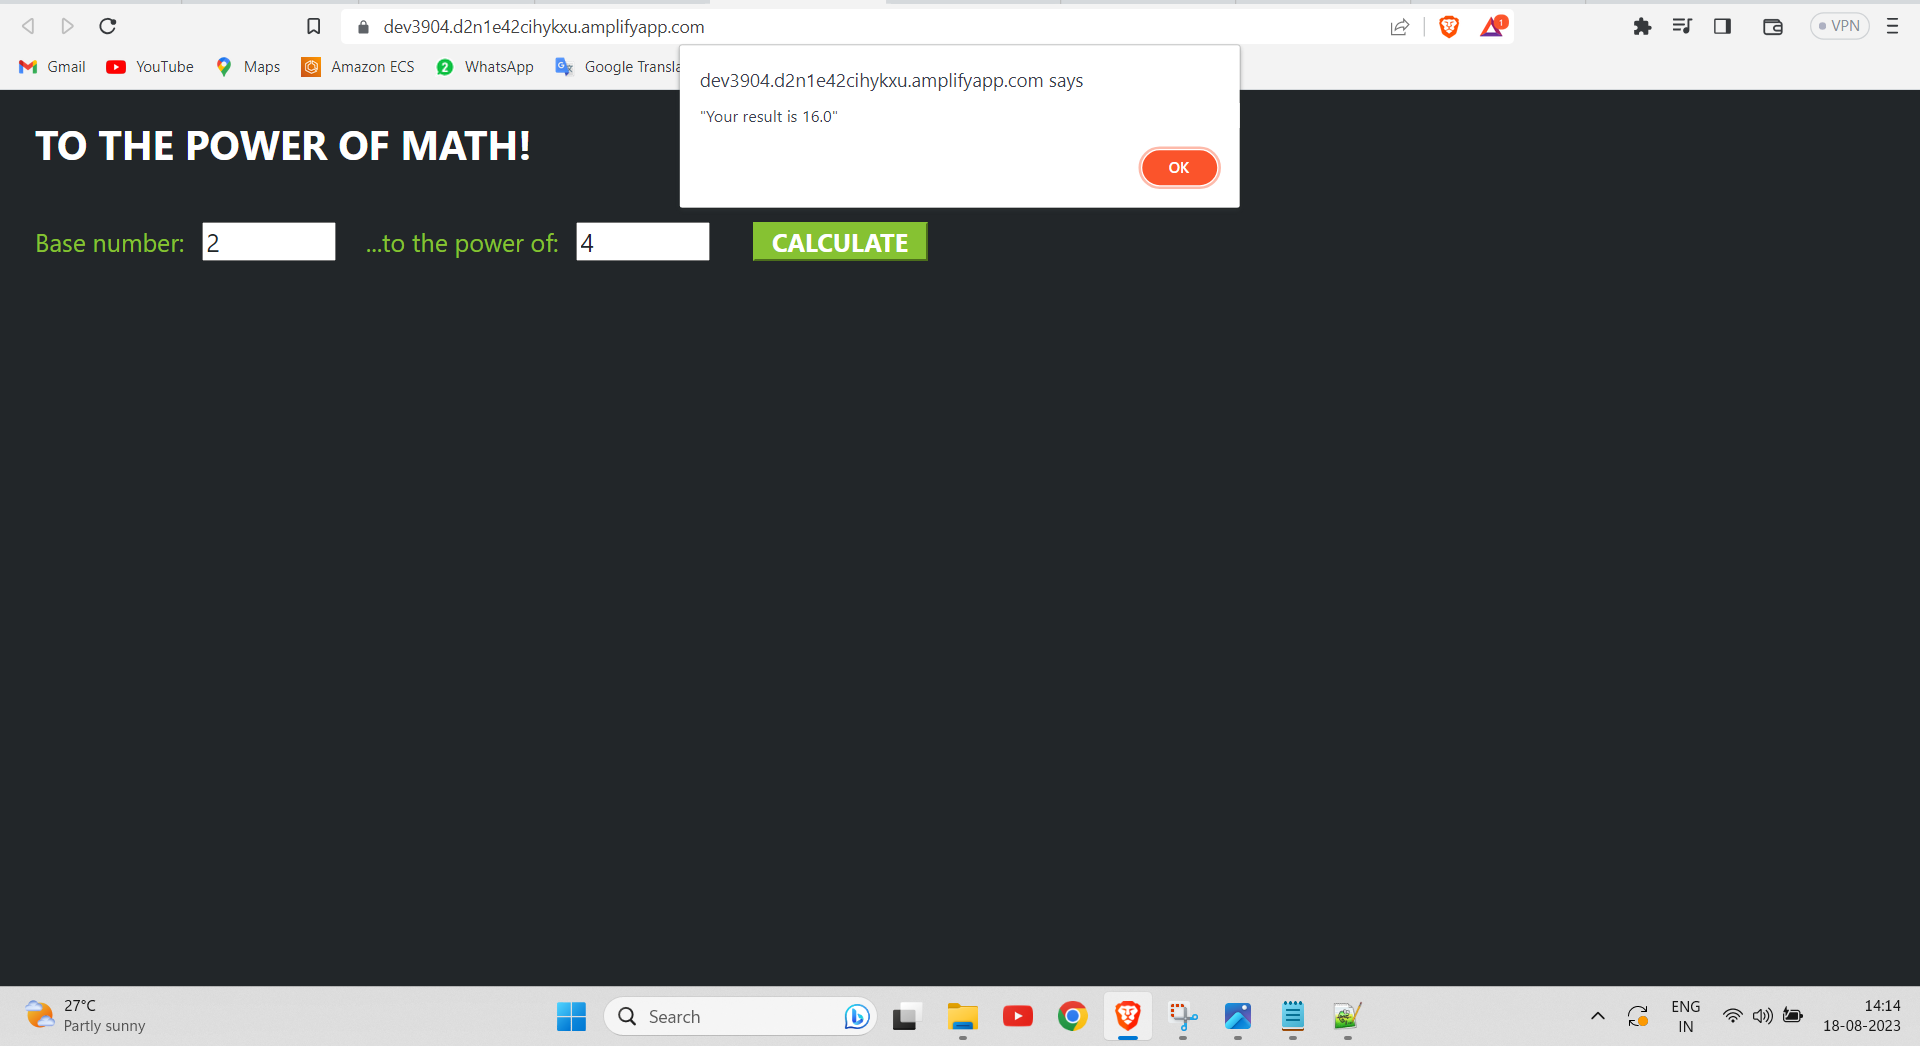 dev3904.d2n1e42cihykxu.amplifyapp.com
1
VPN
Gmail YouTube Maps Amazon ECS 2 WhatsApp Google Transla
dev3904.d2n1e42cihykxu.amplifyapp.com says
"Your result is 16.0"
OK
TO THE POWER OF MATH!
Base number: 2 ...to the power of: 4 CALCULATE
27°C
Partly sunny
Search
ENG
IN
14:14
18-08-2023